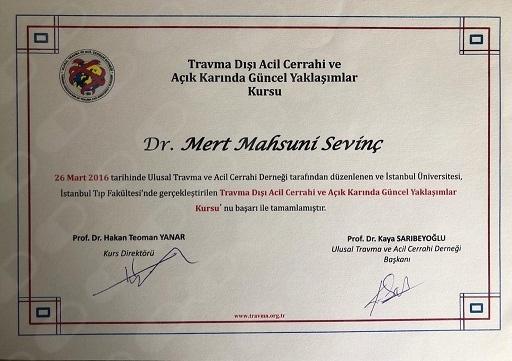 Travma Dışı Acil Cerrahi ve
Açık Karında Güncel Yaklaşımlar
Kursu
Dr. Mert Mahsuni Sevinç
26 Mart 2016 tarihinde Ulusal Travma ve Acil Cerrahi Derneği tarafından düzenlenen ve İstanbul Üniversitesi,
İstanbul Tıp Fakültesi'nde gerçekleştirilen Travma Dışı Acil Cerrahi ve Açık Karında Güncel Yaklaşımlar
Kursu' nu başarı ile tamamlamıştır.
Prof. Dr. Hakan Teoman YANAR
Kurs Direktörü
Prof. Dr. Kaya SARIBEYOĞLU
Ulusal Travma ve Acil Cerrahi Derneği
Başkanı
www.travma.org.tr